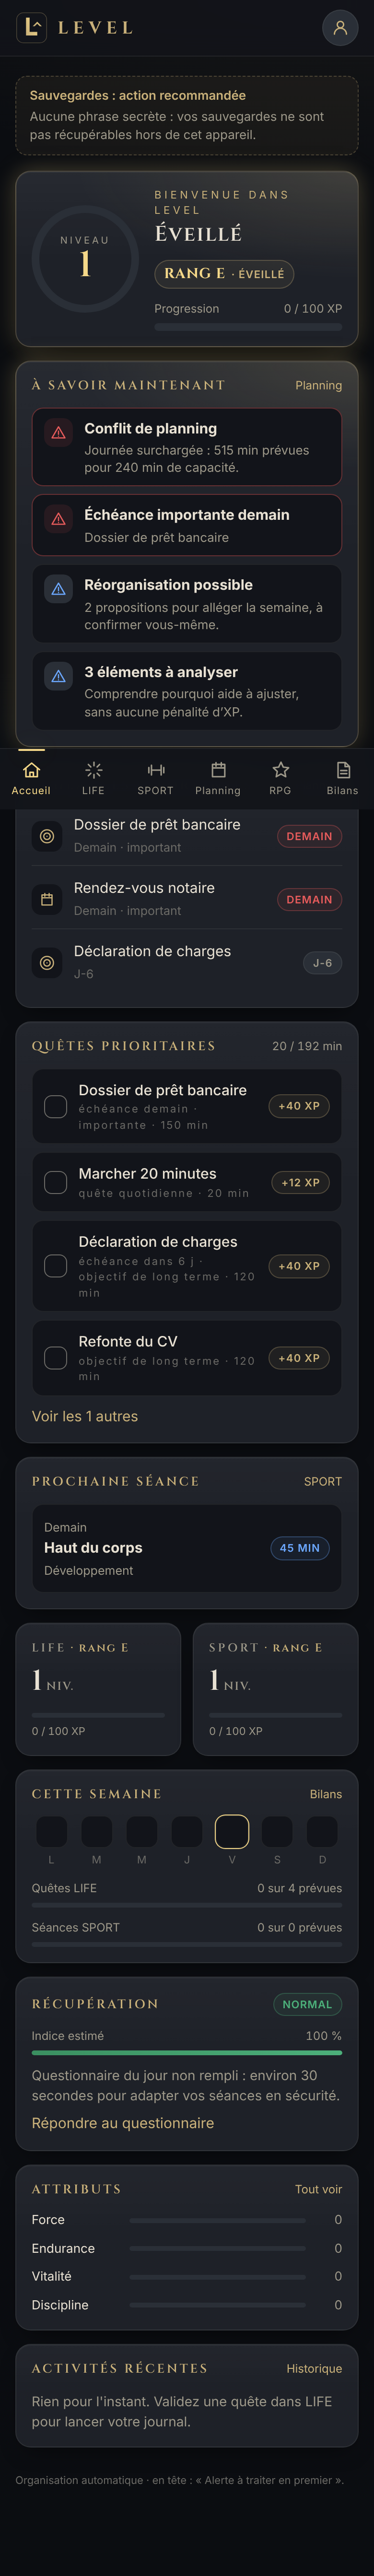 LEVEL
Sauvegardes : action recommandée
Aucune phrase secrète : vos sauvegardes ne sont
pas récupérables hors de cet appareil.
NIVEAU
1
BIENVENUE DANS
LEVEL
ÉVEILLÉ
RANG E · ÉVEILLÉ
Progression 0 / 100 XP
À SAVOIR MAINTENANT Planning
Conflit de planning
Journée surchargée : 515 min prévues
pour 240 min de capacité.
Échéance importante demain
Dossier de prêt bancaire
Réorganisation possible
2 propositions pour alléger la semaine, à
confirmer vous-même.
3 éléments à analyser
Comprendre pourquoi aide à ajuster,
sans aucune pénalité d'XP.
Accueil LIFE SPORT Planning RPG Bilans
Dossier de prêt bancaire
Demain · important
DEMAIN
Rendez-vous notaire
Demain · important
DEMAIN
Déclaration de charges
J-6
J-6
QUÊTES PRIORITAIRES 20 / 192 min
Dossier de prêt bancaire
échéance demain ·
importante · 150 min
+40 XP
Marcher 20 minutes
quête quotidienne · 20 min
+12 XP
Déclaration de charges
échéance dans 6 j ·
objectif de long terme · 120
min
+40 XP
Refonte du CV
objectif de long terme · 120
min
+40 XP
Voir les 1 autres
PROCHAINE SÉANCE SPORT
Demain
Haut du corps
Développement
45 MIN
LIFE · RANG E
1 NIV.
0 / 100 XP
SPORT · RANG E
1 NIV.
0 / 100 XP
CETTE SEMAINE Bilans
L M M J V S D
Quêtes LIFE 0 sur 4 prévues
Séances SPORT 0 sur 0 prévues
RÉCUPÉRATION NORMAL
Indice estimé 100 %
Questionnaire du jour non rempli : environ 30
secondes pour adapter vos séances en sécurité.
Répondre au questionnaire
ATTRIBUTS Tout voir
Force 0
Endurance 0
Vitalité 0
Discipline 0
ACTIVITÉS RÉCENTES Historique
Rien pour l'instant. Validez une quête dans LIFE
pour lancer votre journal.
Organisation automatique · en tête : « Alerte à traiter en premier ».